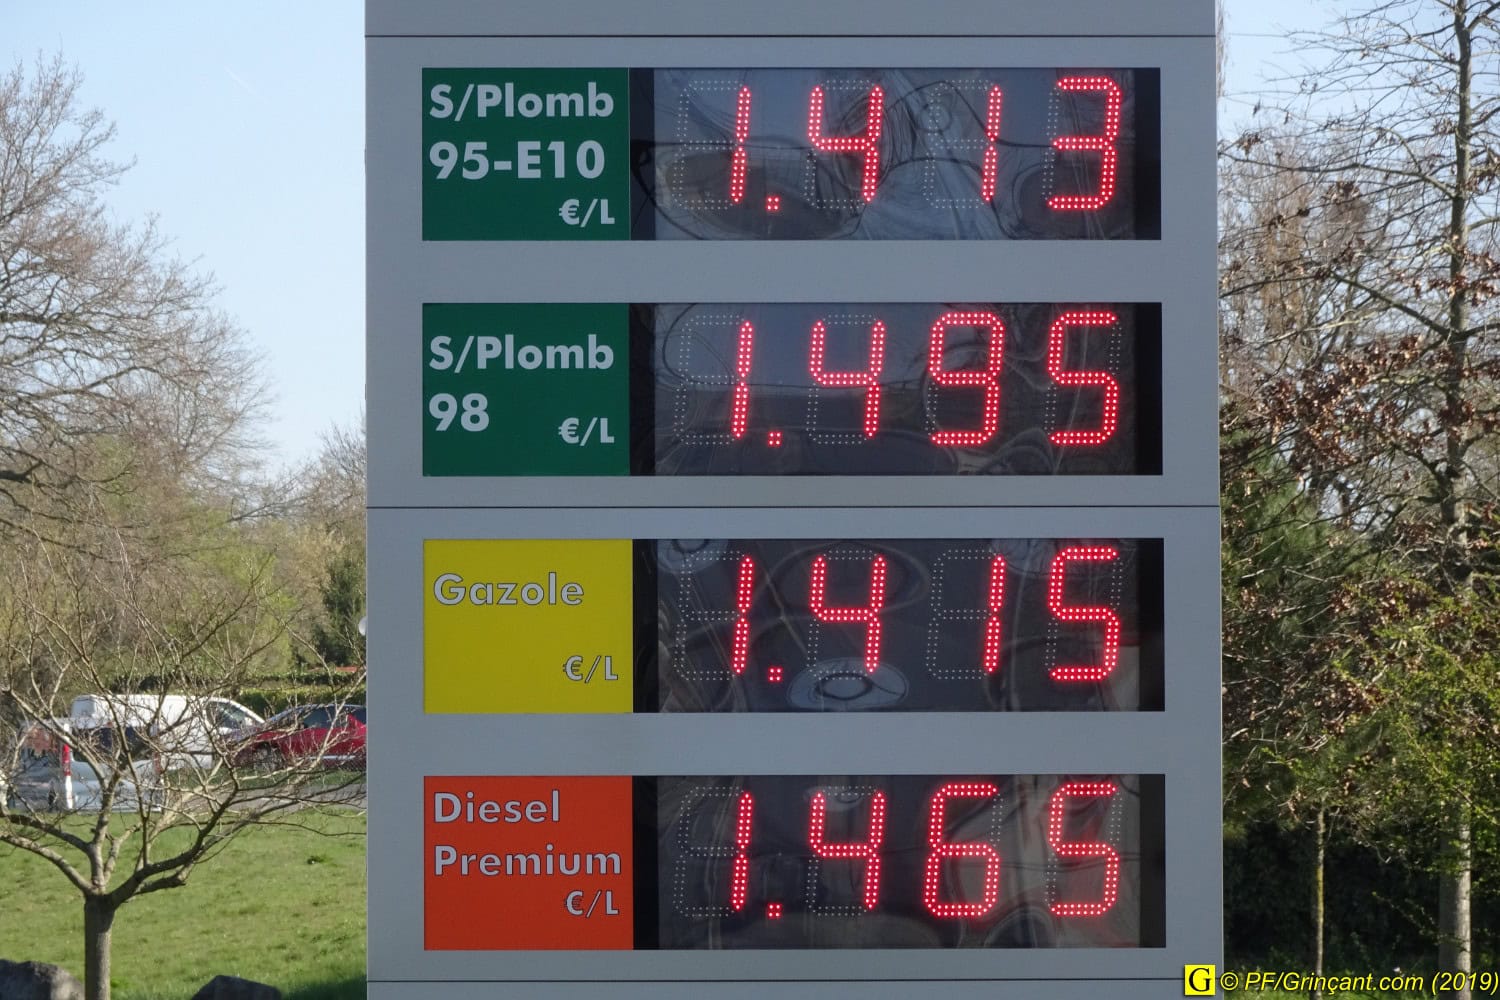 S/Plomb
95-E10
€/L
1.413
S/Plomb
98
€/L
1.495
Gazole
€/L
1.415
Diesel
Premium
€/L
1.465
G © PF/Grinçant.com (2019)